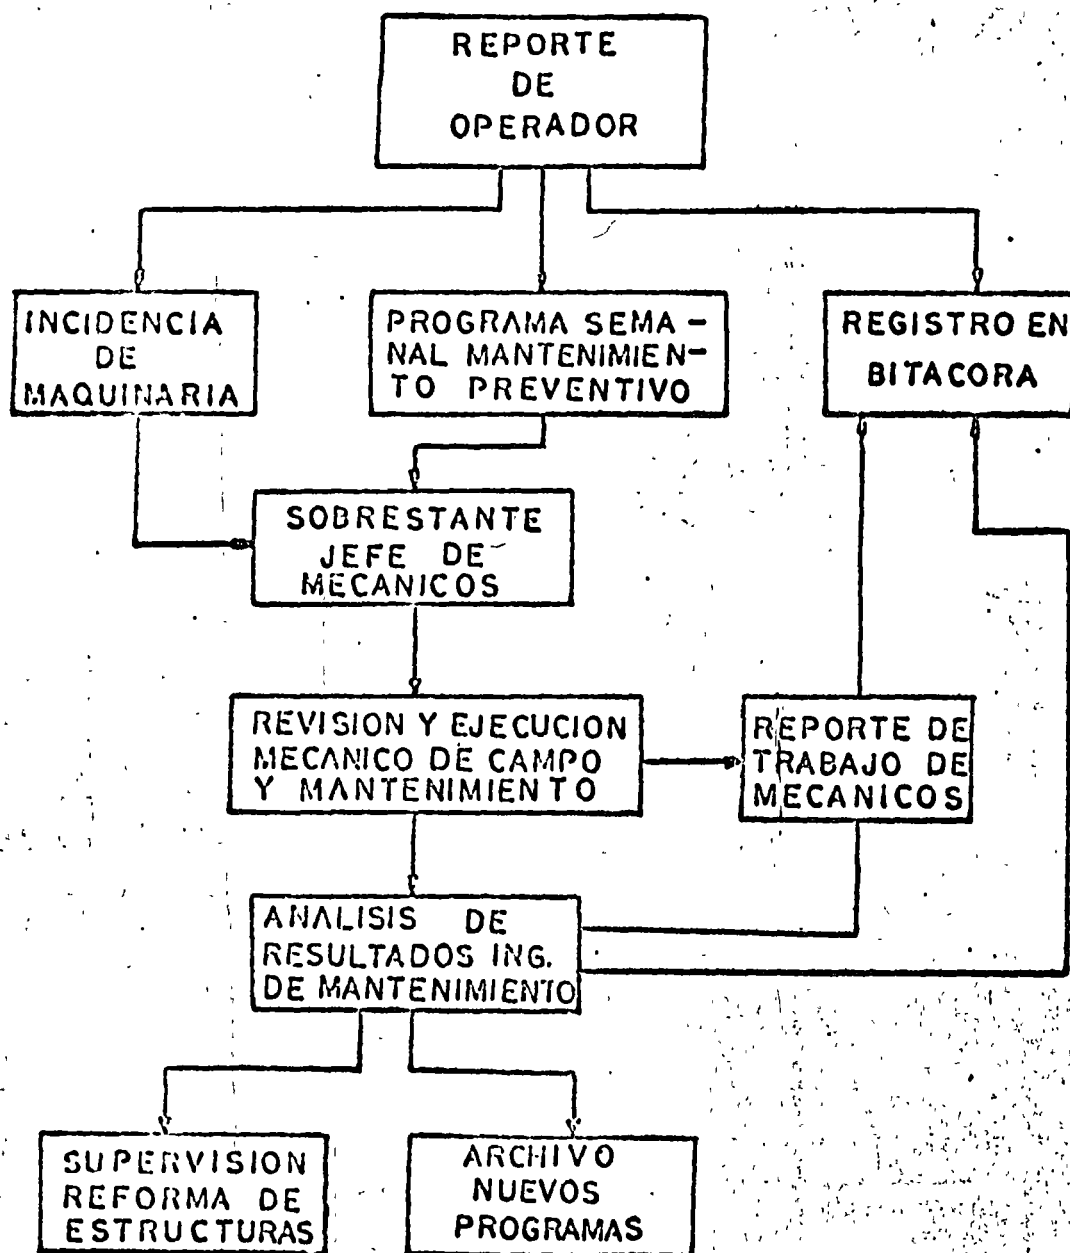 REPORTE
DE
OPERADOR
INCIDENCIA
DE
MAQUINARIA
PROGRAMA SEMA-
NAL MANTENIMIEN-
TO PREVENTIVO
REGISTRO EN
BITACORA
SOBRESTANTE
JEFE DE
MECANICOS
REVISION Y EJECUCION
MECANICO DE CAMPO
Y MANTENIMIENTO
REPORTE DE
TRABAJO DE
MECANICOS
ANALISIS DE
RESULTADOS ING.
DE MANTENIMIENTO
SUPERVISION
REFORMA DE
ESTRUCTURAS
ARCHIVO
NUEVOS
PROGRAMAS